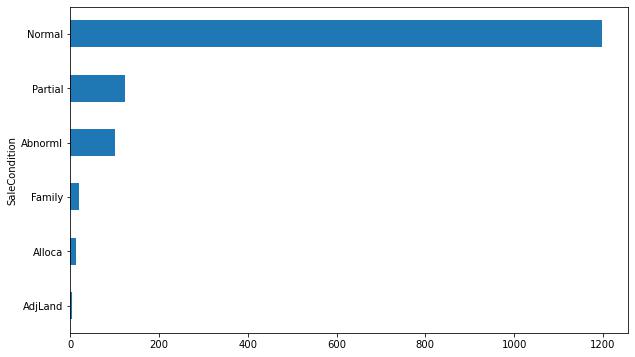 Normal
Partial
Abnorml
Family
Alloca
AdjLand
SaleCondition
0 200 400 600 800 1000 1200